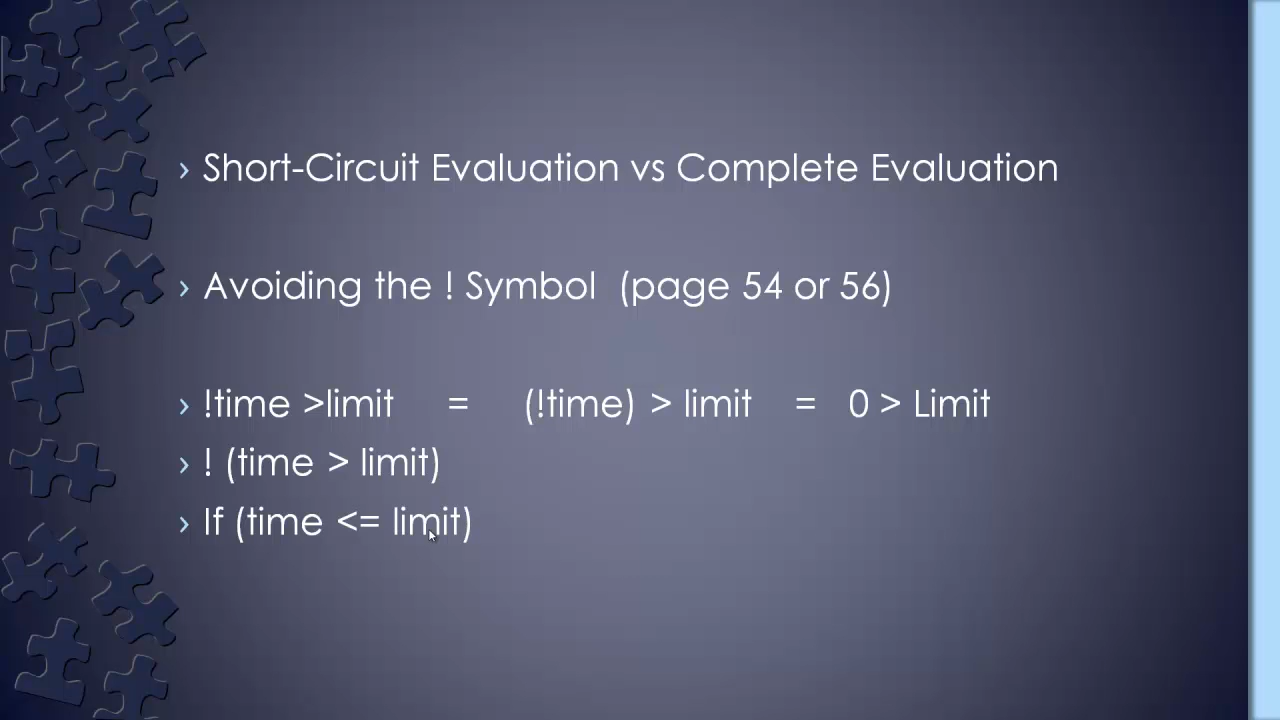 › Short-Circuit Evaluation vs Complete Evaluation
› Avoiding the ! Symbol (page 54 or 56)
› !time >limit = (!time) > limit = 0 > Limit
› ! (time > limit)
› If (time <= limit)